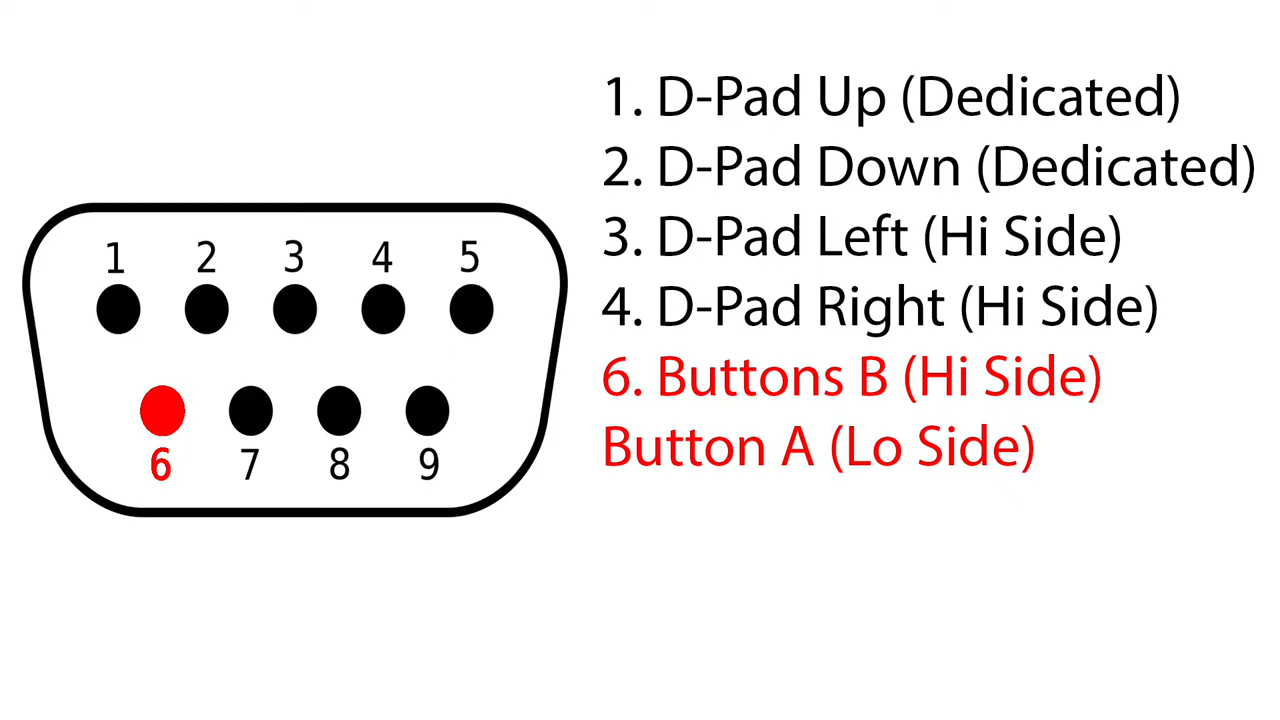 1 2 3 4 5
6 7 8 9
1. D-Pad Up (Dedicated)
2. D-Pad Down (Dedicated)
3. D-Pad Left (Hi Side)
4. D-Pad Right (Hi Side)
6. Buttons B (Hi Side)
Button A (Lo Side)